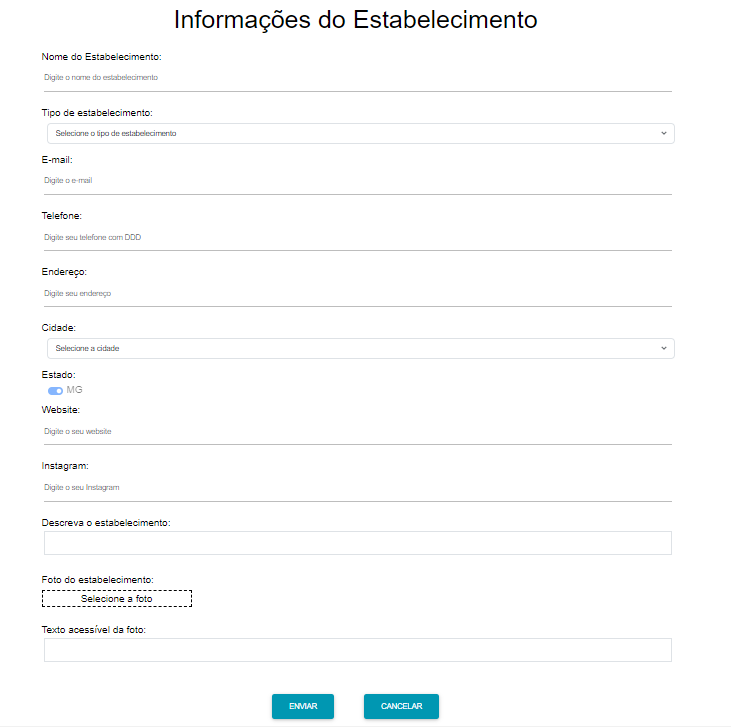 Informações do Estabelecimento
Nome do Estabelecimento:
Digite o nome do estabelecimento
Tipo de estabelecimento:
Selecione o tipo de estabelecimento
E-mail:
Digite o e-mail
Telefone:
Digite seu telefone com DDD
Endereço:
Digite seu endereço
Cidade:
Selecione a cidade
Estado:
MG
Website:
Digite o seu website
Instagram:
Digite o seu Instagram
Descreva o estabelecimento:
Foto do estabelecimento:
Selecione a foto
Texto acessível da foto:
ENVIAR CANCELAR